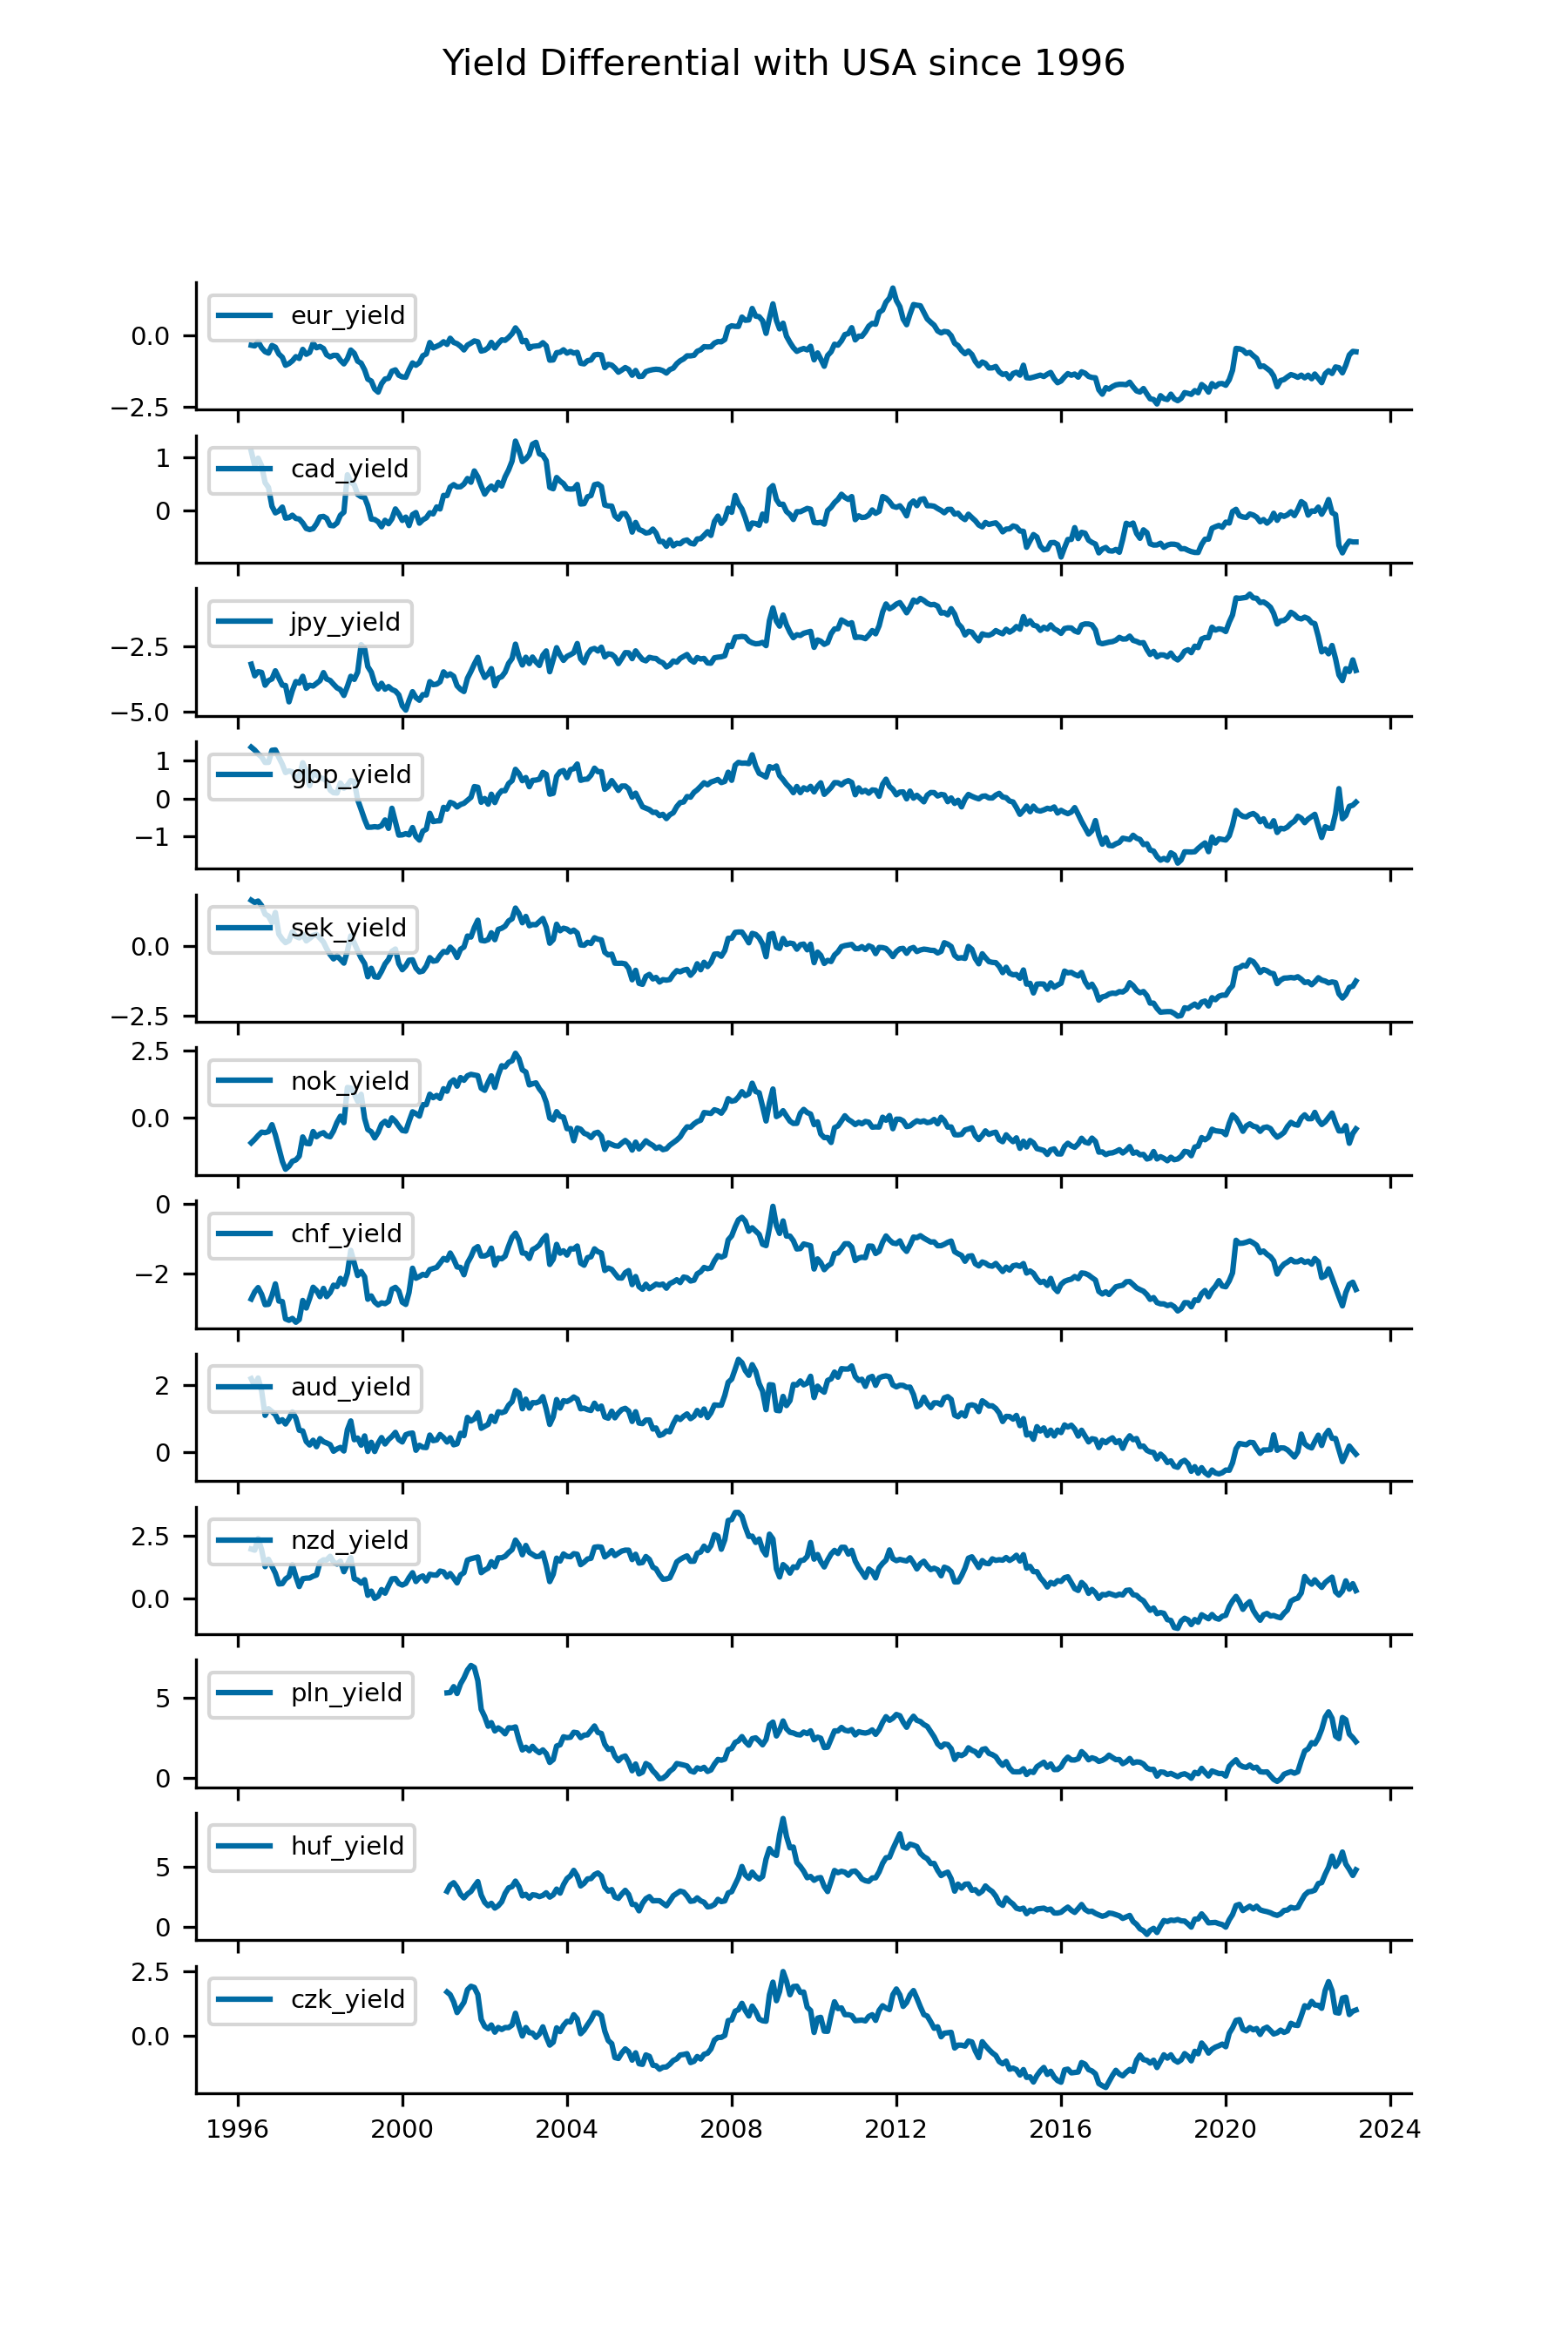 Yield Differential with USA since 1996
eur_yield
0.0
−2.5
cad_yield
1
0
jpy_yield
−2.5
−5.0
gbp_yield
1
0
−1
sek_yield
0.0
−2.5
nok_yield
2.5
0.0
chf_yield
0
−2
aud_yield
2
0
nzd_yield
2.5
0.0
pln_yield
5
0
huf_yield
5
0
czk_yield
2.5
0.0
1996 2000 2004 2008 2012 2016 2020 2024